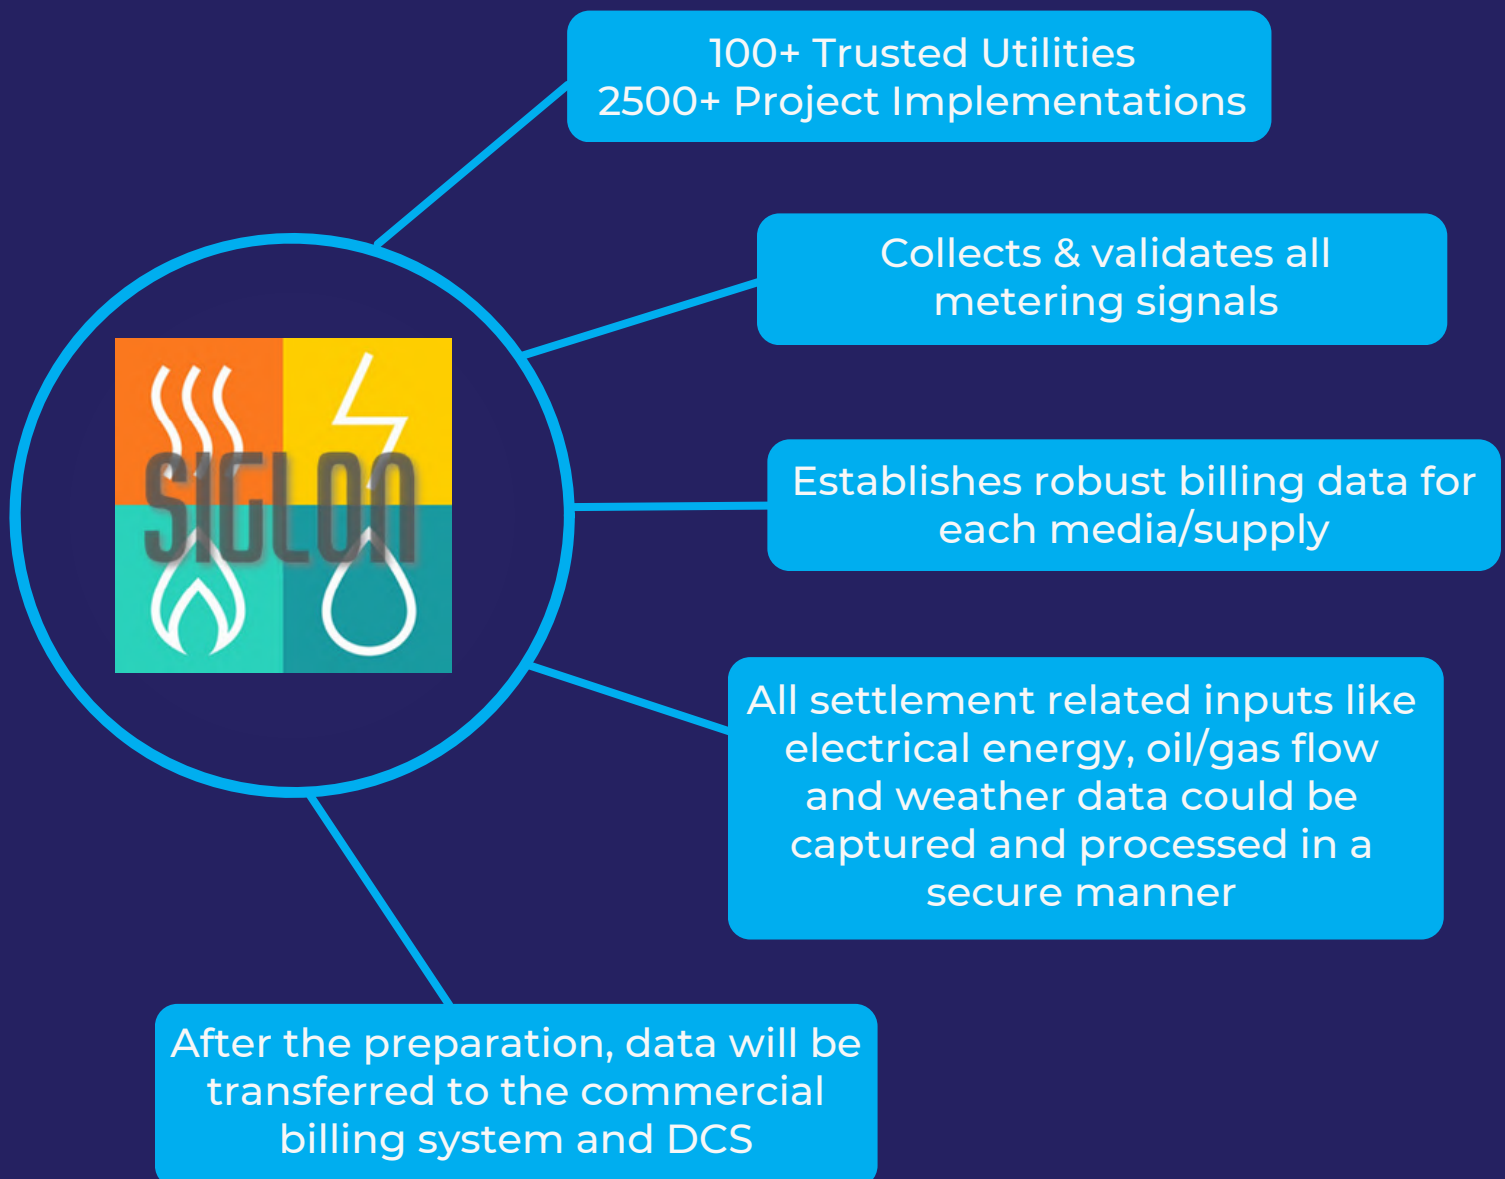 100+ Trusted Utilities
2500+ Project Implementations
Collects & validates all
metering signals
SIGLON
Establishes robust billing data for
each media/supply
All settlement related inputs like
electrical energy, oil/gas flow
and weather data could be
captured and processed in a
secure manner
After the preparation, data will be
transferred to the commercial
billing system and DCS